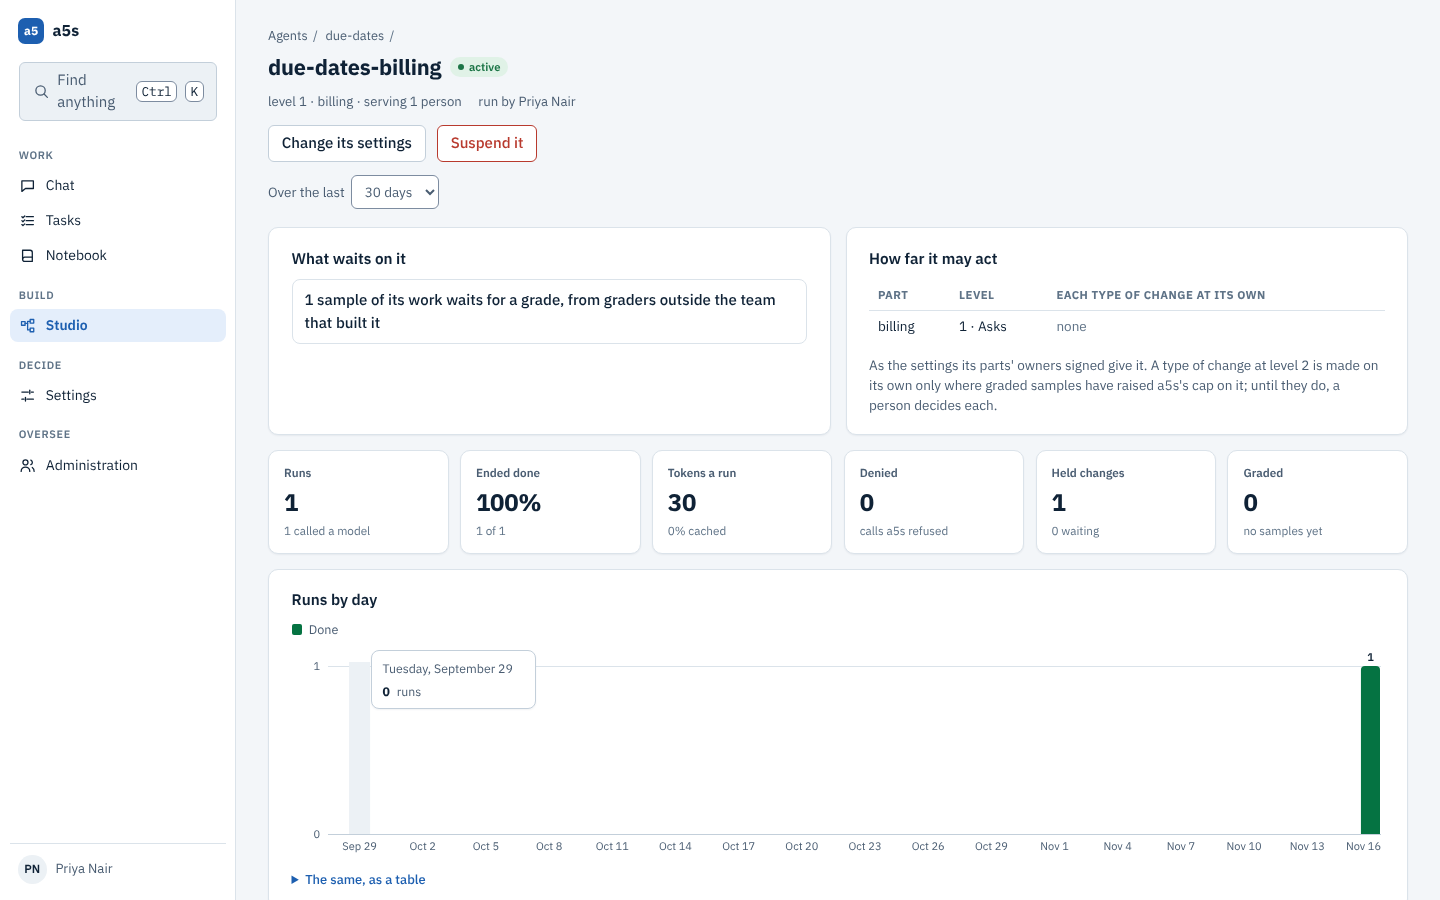 a5 a5s
Find anything Ctrl K
WORK
Chat
Tasks
Notebook
BUILD
Studio
DECIDE
Settings
OVERSEE
Administration
PN Priya Nair
Agents / due-dates /
due-dates-billing active
level 1 · billing · serving 1 person run by Priya Nair
Change its settings Suspend it
Over the last 30 days
What waits on it
1 sample of its work waits for a grade, from graders outside the team
that built it
How far it may act
PART LEVEL EACH TYPE OF CHANGE AT ITS OWN
billing 1 · Asks none
As the settings its parts' owners signed give it. A type of change at level 2 is made on
its own only where graded samples have raised a5s's cap on it; until they do, a
person decides each.
Runs
1
1 called a model
Ended done
100%
1 of 1
Tokens a run
30
0% cached
Denied
0
calls a5s refused
Held changes
1
0 waiting
Graded
0
no samples yet
Runs by day
Done
1
Tuesday, September 29
0 runs
1
0
Sep 29 Oct 2 Oct 5 Oct 8 Oct 11 Oct 14 Oct 17 Oct 20 Oct 23 Oct 26 Oct 29 Nov 1 Nov 4 Nov 7 Nov 10 Nov 13 Nov 16
The same, as a table